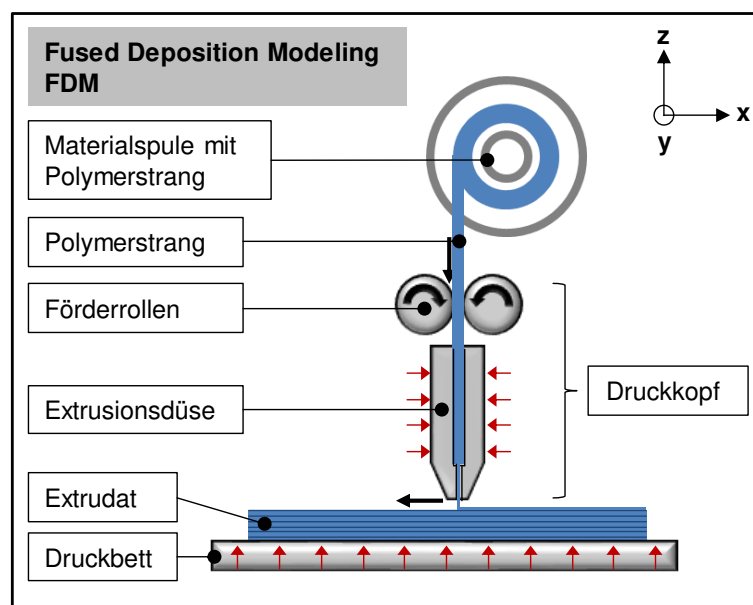 Fused Deposition Modeling
FDM
z
x
y
Materialspule mit
Polymerstrang
Polymerstrang
Förderrollen
Extrusionsdüse
Druckkopf
Extrudat
Druckbett